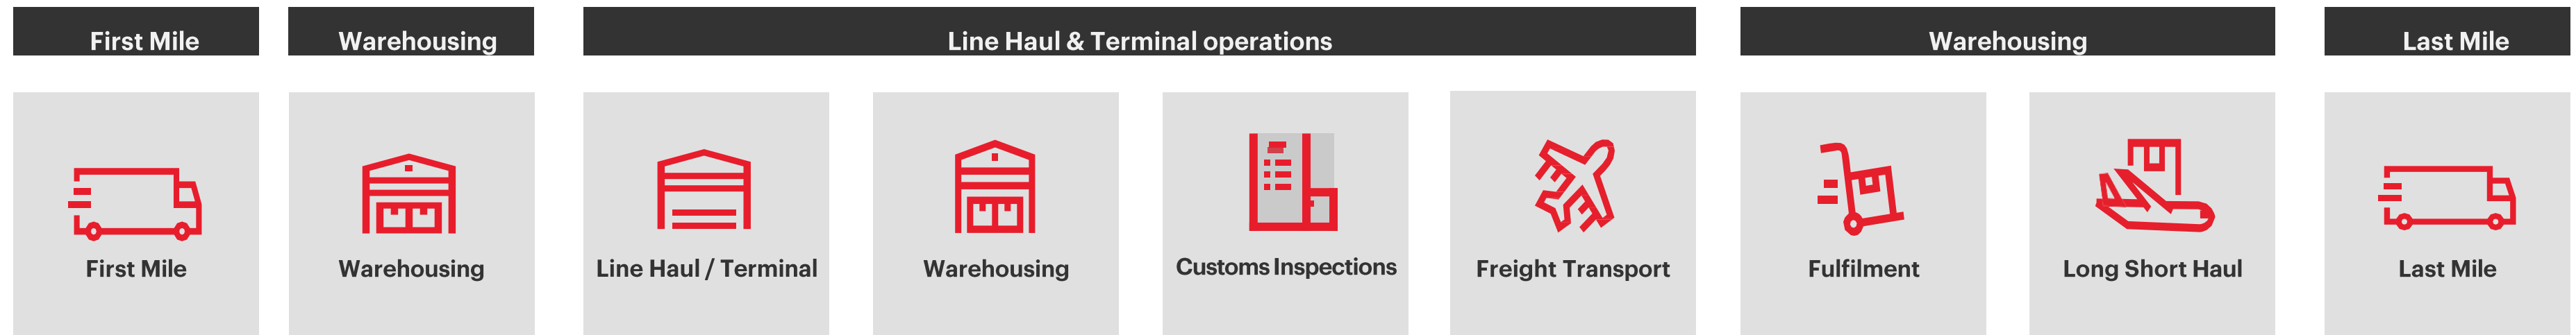 First Mile
Warehousing
Line Haul & Terminal operations
Warehousing
Last Mile
First Mile
Warehousing
Line Haul / Terminal
Warehousing
Customs Inspections
Freight Transport
Fulfilment
Long Short Haul
Last Mile